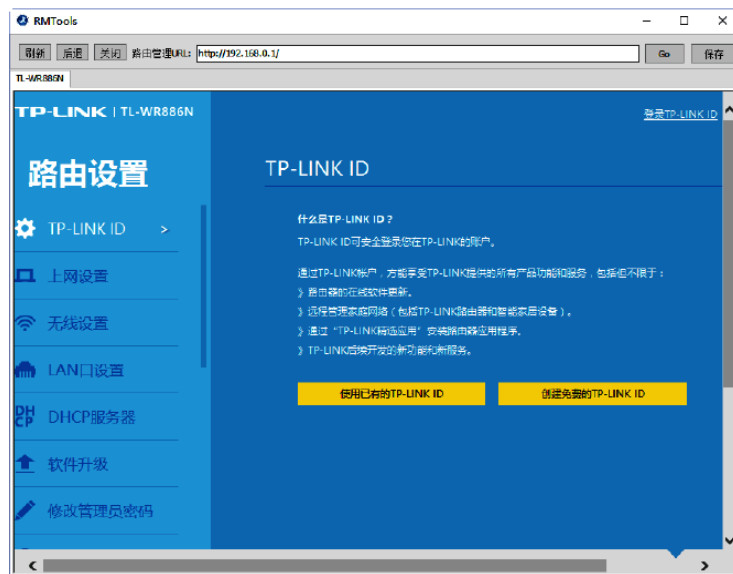 RMTools
刷新 后退 关闭 路由管理URL: http://192.168.0.1/ Go 保存
TL-WR886N
TP-LINK | TL-WR886N
登录TP-LINK ID
路由设置
TP-LINK ID
TP-LINK ID >
上网设置
无线设置
LAN口设置
DHCP DHCP服务器
软件升级
修改管理员密码
什么是TP-LINK ID？
TP-LINK ID可安全登录您在TP-LINK的账户。
通过TP-LINK帐户，方能享受TP-LINK提供的所有产品功能和服务，包括但不限于：
》路由器的在线软件更新。
》远程管理家庭网络（包括TP-LINK路由器和智能家居设备）。
》通过“TP-LINK精选应用”安装路由器应用程序。
》TP-LINK后续开发的新功能和新服务。
使用已有的TP-LINK ID 创建免费的TP-LINK ID